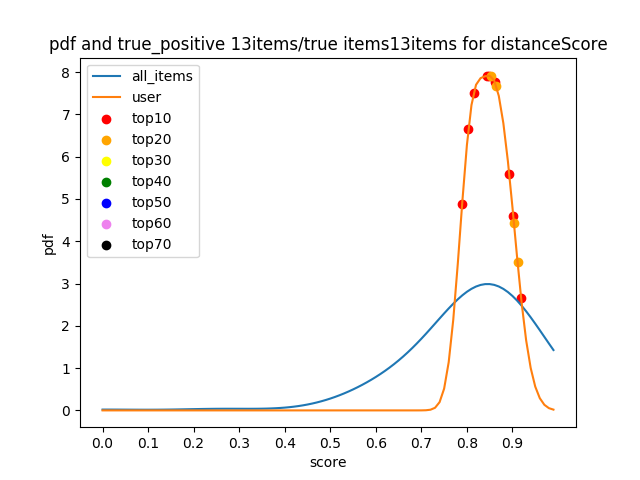 pdf and true_positive 13items/true items13items for distanceScore
all_items
user
top10
top20
top30
top40
top50
top60
top70
8
7
6
5
4
3
2
1
0
pdf
0.0 0.1 0.2 0.3 0.4 0.5 0.6 0.7 0.8 0.9
score